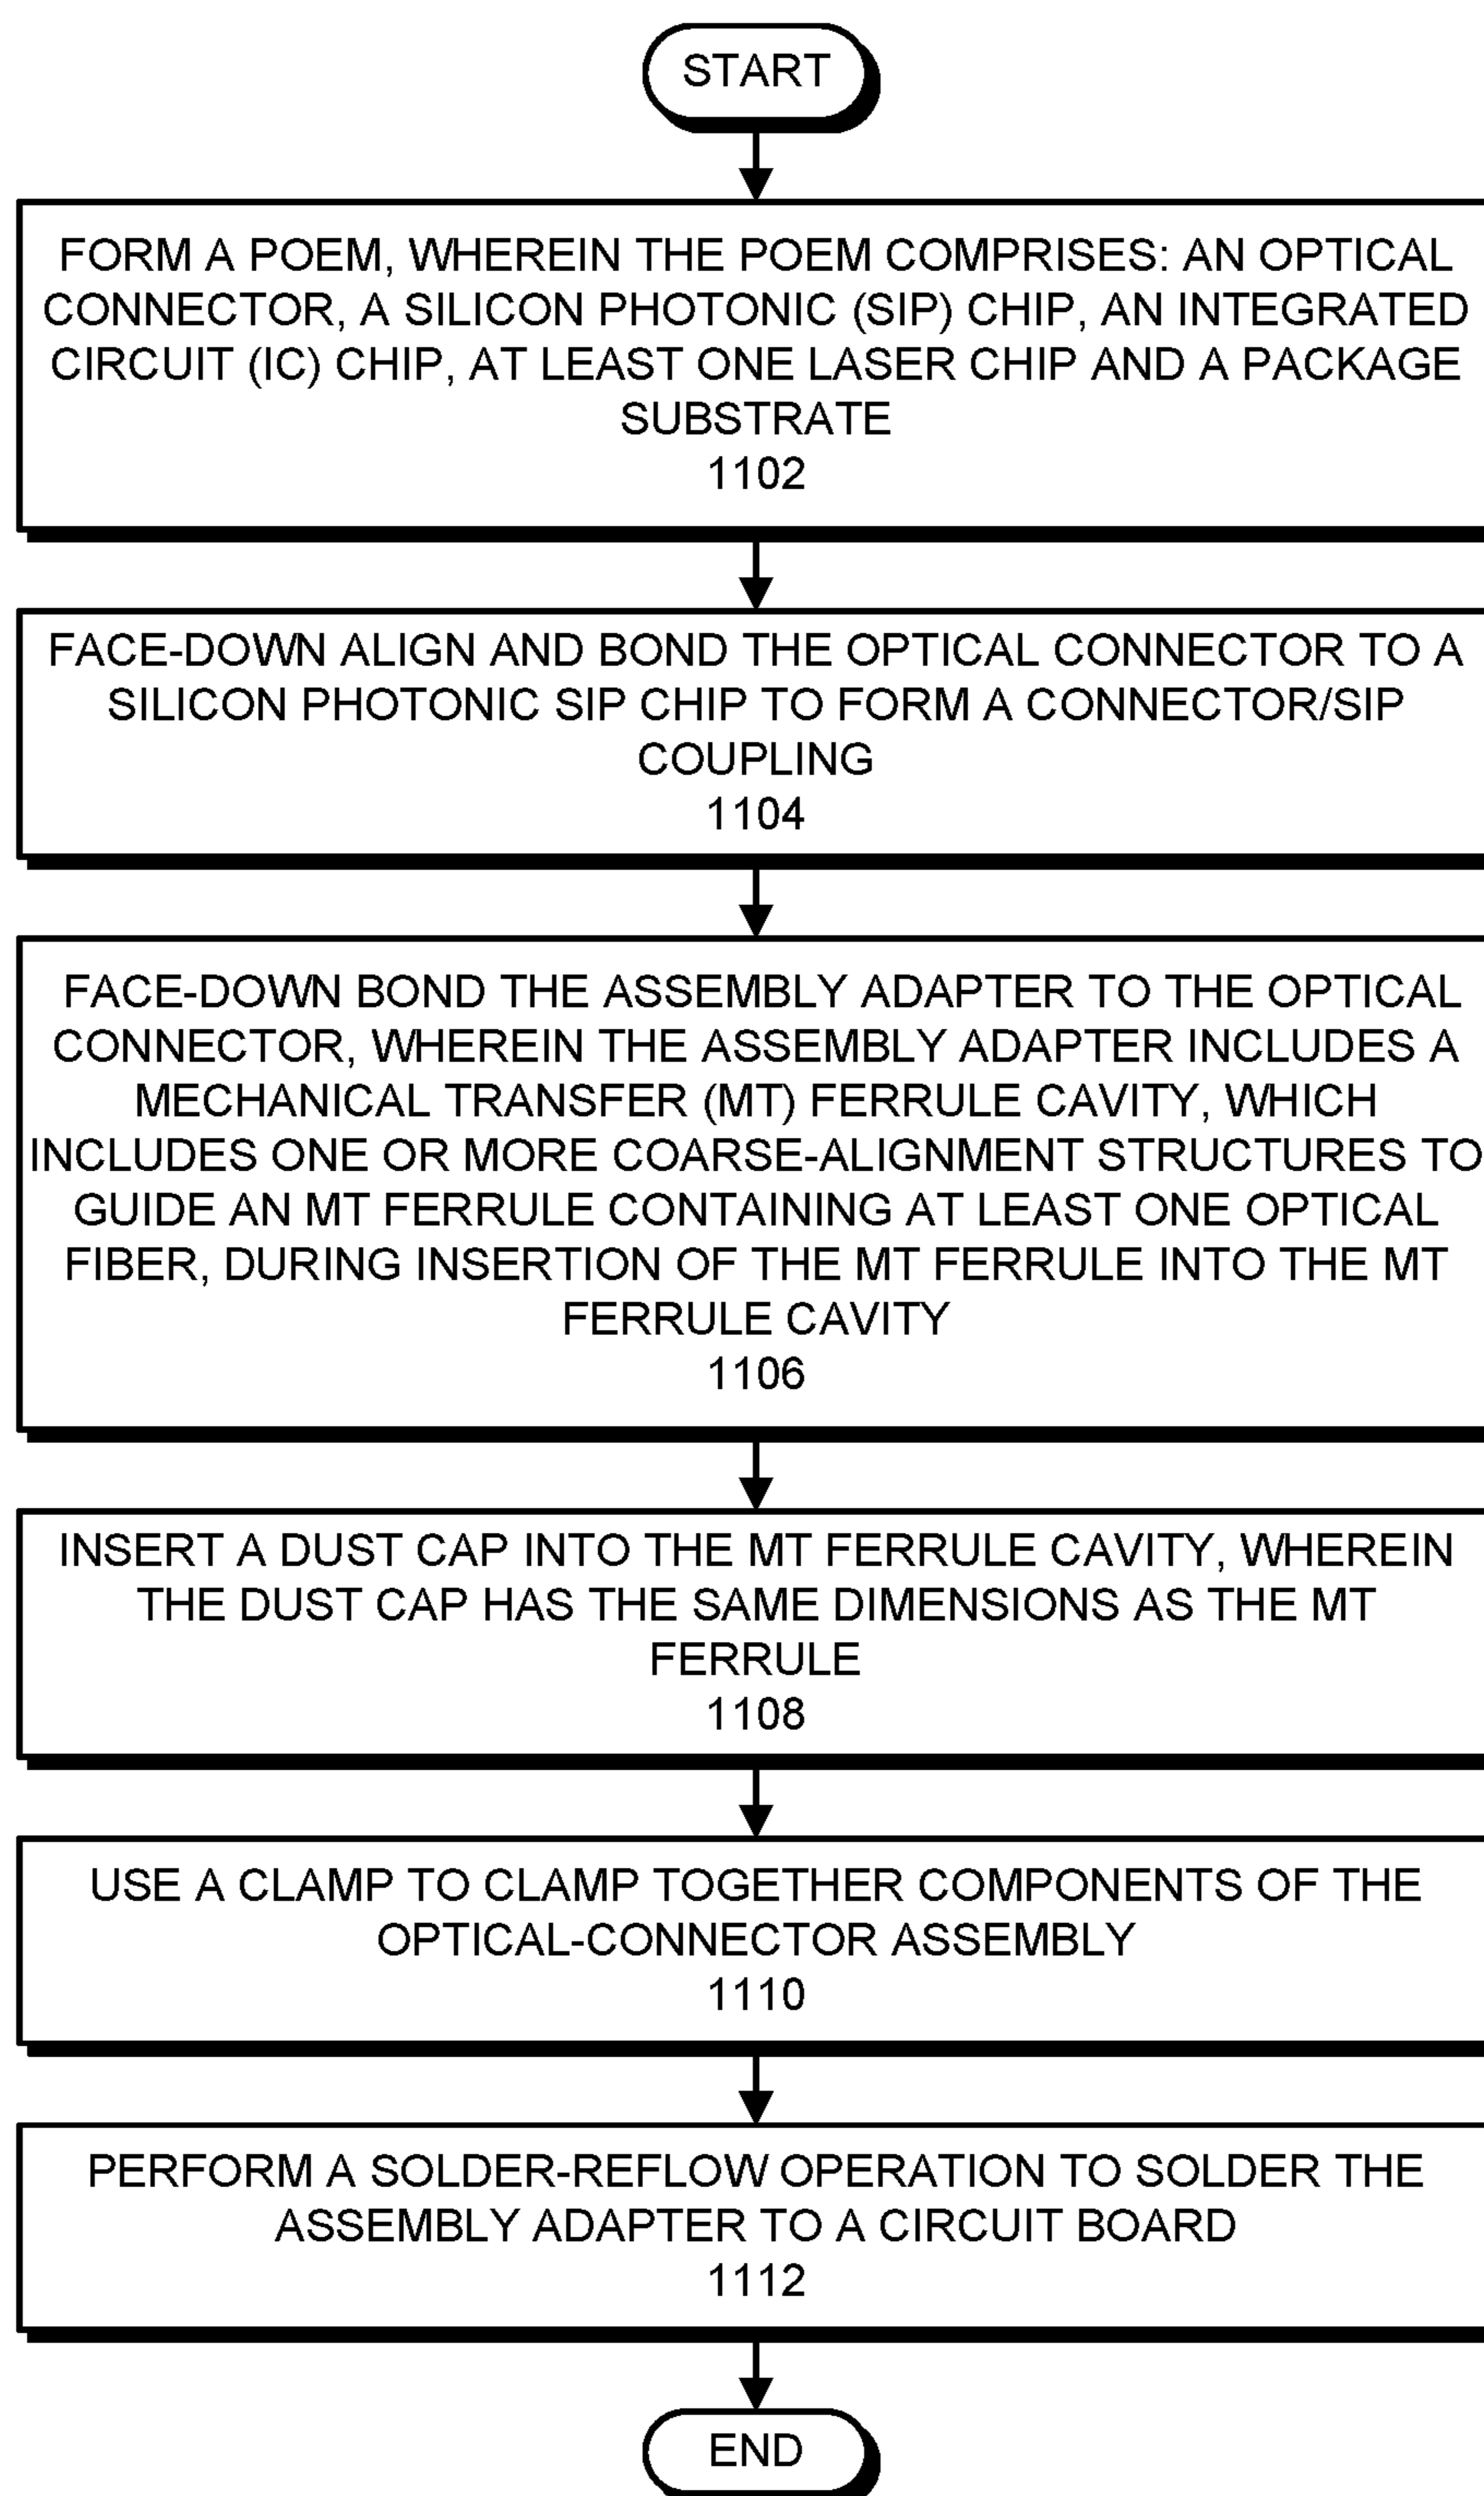 START
FORM A POEM, WHEREIN THE POEM COMPRISES: AN OPTICAL
CONNECTOR, A SILICON PHOTONIC (SIP) CHIP, AN INTEGRATED
CIRCUIT (IC) CHIP, AT LEAST ONE LASER CHIP AND A PACKAGE
SUBSTRATE
1102
FACE-DOWN ALIGN AND BOND THE OPTICAL CONNECTOR TO A
SILICON PHOTONIC SIP CHIP TO FORM A CONNECTOR/SIP
COUPLING
1104
FACE-DOWN BOND THE ASSEMBLY ADAPTER TO THE OPTICAL
CONNECTOR, WHEREIN THE ASSEMBLY ADAPTER INCLUDES A
MECHANICAL TRANSFER (MT) FERRULE CAVITY, WHICH
INCLUDES ONE OR MORE COARSE-ALIGNMENT STRUCTURES TO
GUIDE AN MT FERRULE CONTAINING AT LEAST ONE OPTICAL
FIBER, DURING INSERTION OF THE MT FERRULE INTO THE MT
FERRULE CAVITY
1106
INSERT A DUST CAP INTO THE MT FERRULE CAVITY, WHEREIN
THE DUST CAP HAS THE SAME DIMENSIONS AS THE MT
FERRULE
1108
USE A CLAMP TO CLAMP TOGETHER COMPONENTS OF THE
OPTICAL-CONNECTOR ASSEMBLY
1110
PERFORM A SOLDER-REFLOW OPERATION TO SOLDER THE
ASSEMBLY ADAPTER TO A CIRCUIT BOARD
1112
END